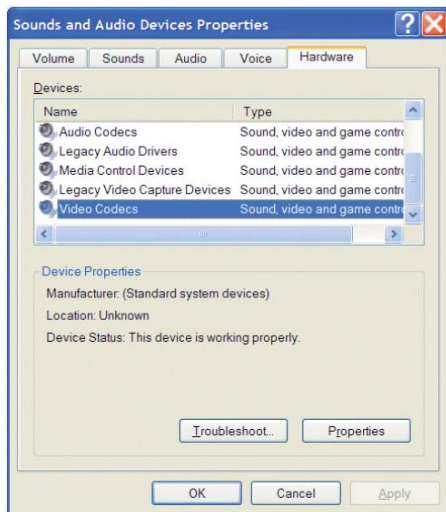 Sounds and Audio Devices Properties
Volume Sounds Audio Voice Hardware
Devices:
Name Type
Audio Codecs Sound, video and game contr
Legacy Audio Drivers Sound, video and game contr
Media Control Devices Sound, video and game contr
Legacy Video Capture Devices Sound, video and game contr
Video Codecs Sound, video and game contr
Device Properties
Manufacturer: (Standard system devices)
Location: Unknown
Device Status: This device is working properly.
Troubleshoot... Properties
OK Cancel Apply